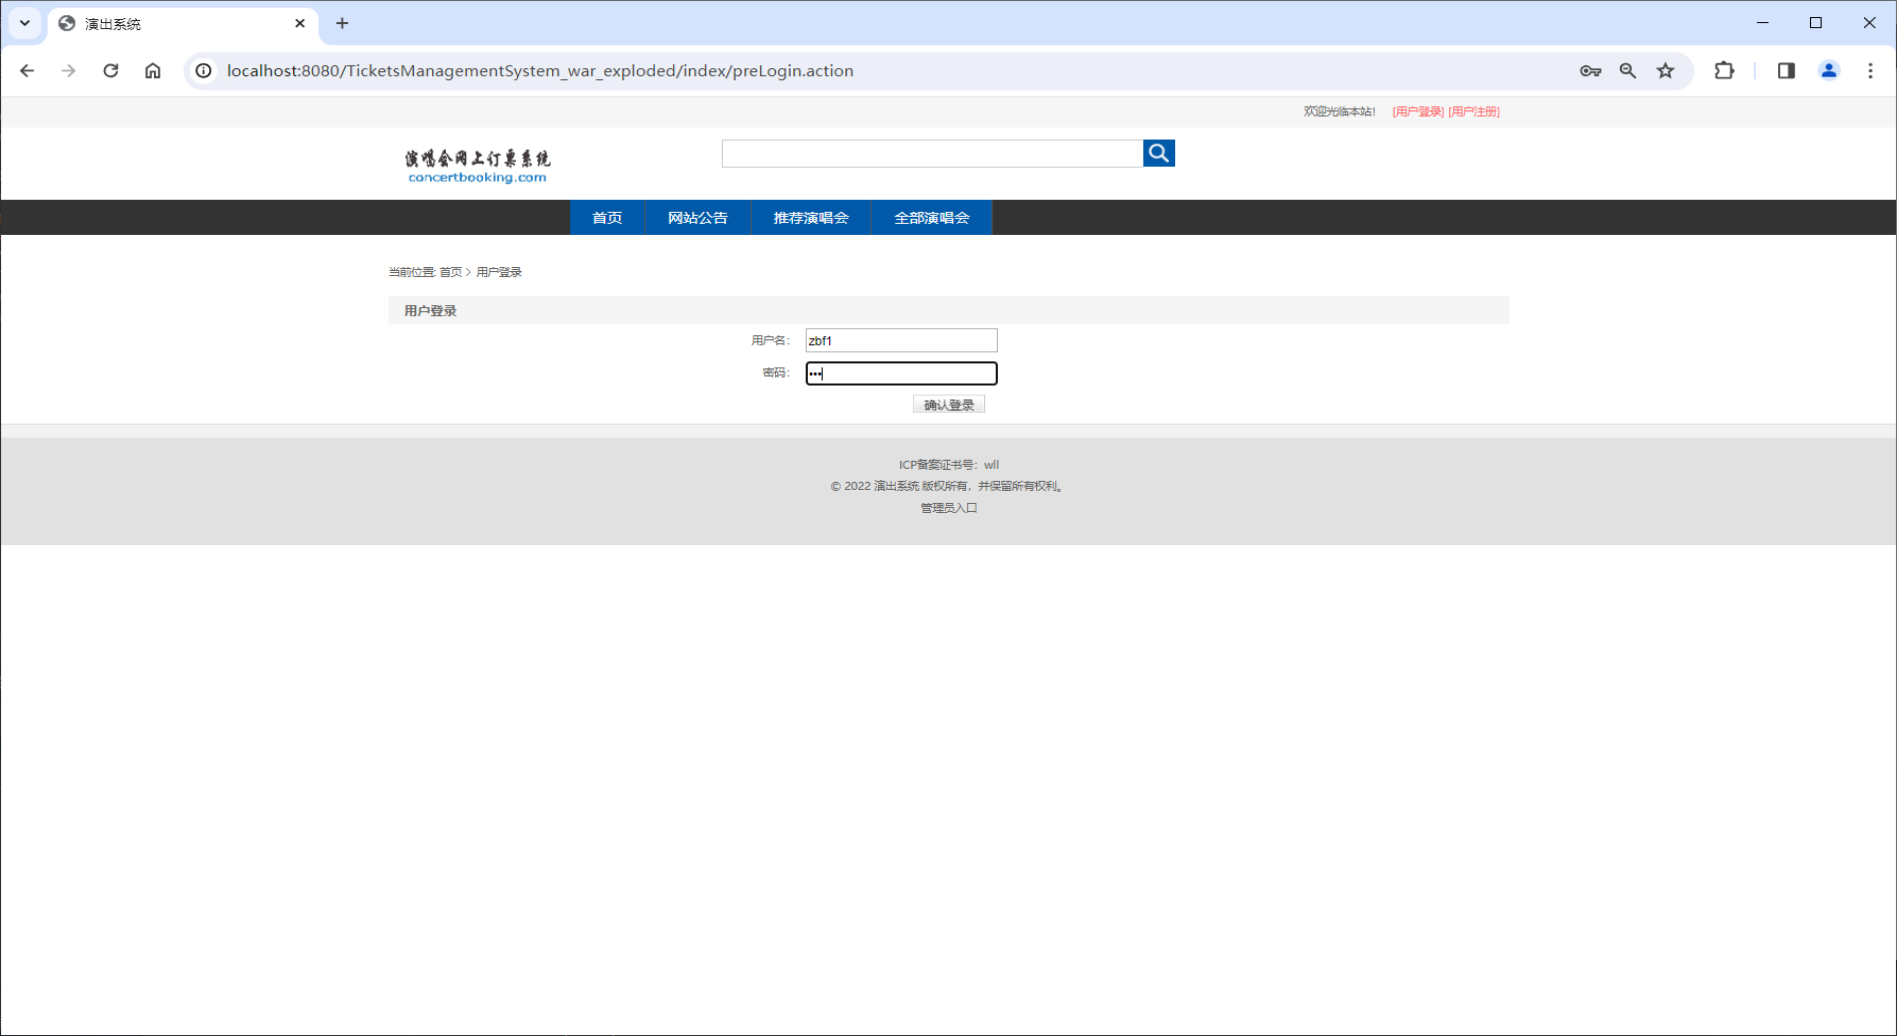 演出系统
localhost:8080/TicketsManagementSystem_war_exploded/index/preLogin.action
欢迎光临本站! [用户登录] [用户注册]
演唱会网上订票系统
concertbooking.com
首页 网站公告 推荐演唱会 全部演唱会
当前位置: 首页 > 用户登录
用户登录
用户名: zbf1
密码: •••
确认登录
ICP备案证书号：wll
© 2022 演出系统 版权所有，并保留所有权利。
管理员入口